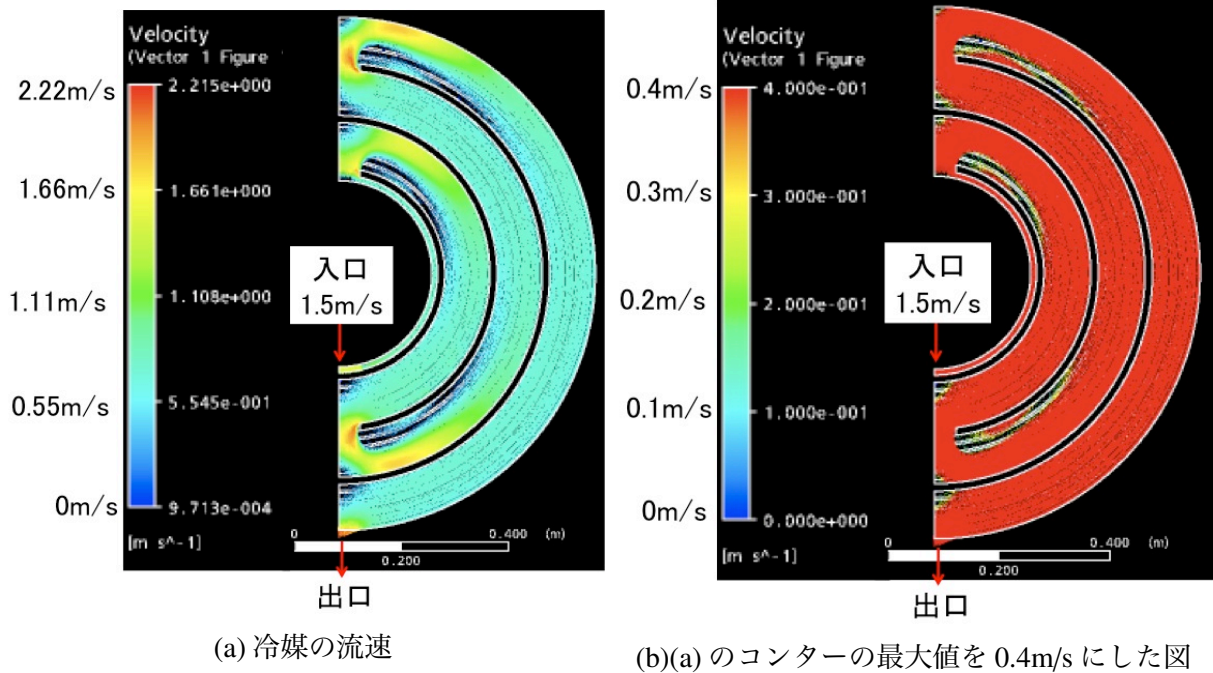 Velocity
(Vector 1 Figure
2.22m/s
2.215e+000
1.66m/s
1.661e+000
入口
1.5m/s
1.11m/s
1.108e+000
0.55m/s
5.545e-001
0m/s
9.713e-004
[m s^-1]
0
0.400
(m)
0.200
出口
(a) 冷媒の流速
Velocity
(Vector 1 Figure
0.4m/s
4.000e-001
0.3m/s
3.000e-001
入口
1.5m/s
0.2m/s
2.000e-001
0.1m/s
1.000e-001
0m/s
0.000e+000
[m s^-1]
0
0.400
(m)
0.200
出口
(b)(a) のコンターの最大値を 0.4m/s にした図